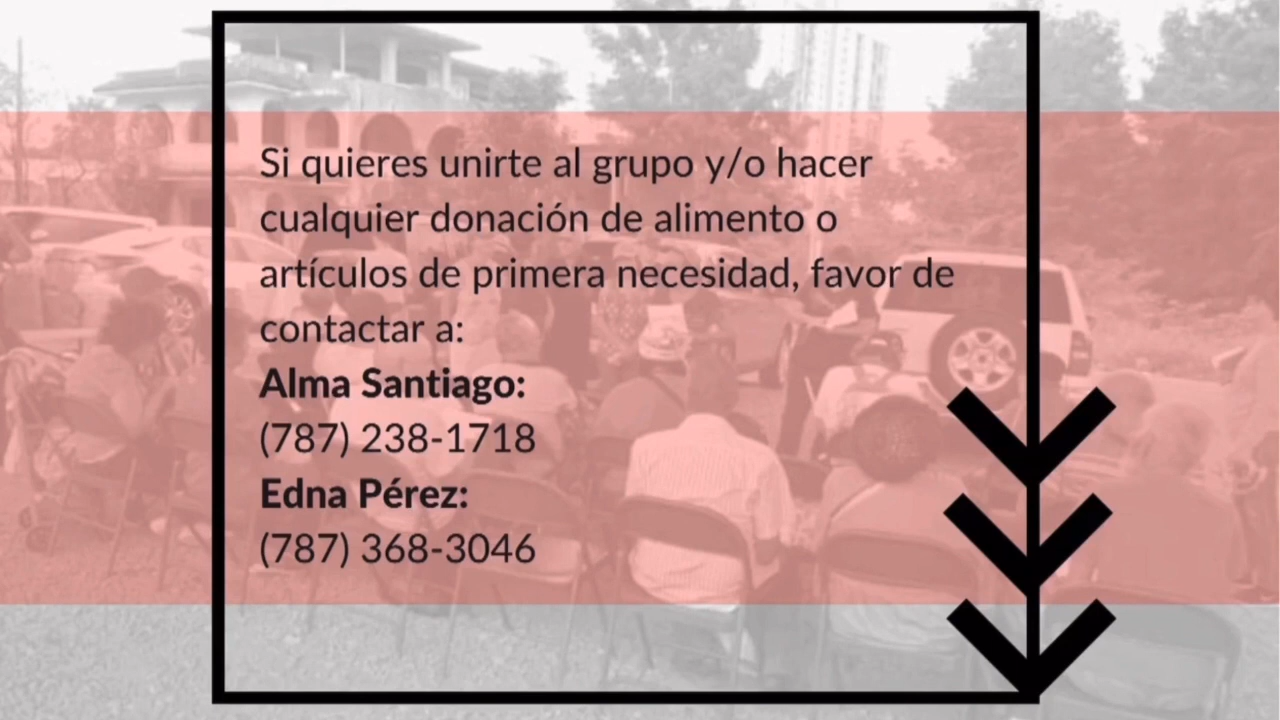 Si quieres unirte al grupo y/o hacer
cualquier donación de alimento o
artículos de primera necesidad, favor de
contactar a:
Alma Santiago:
(787) 238-1718
Edna Pérez:
(787) 368-3046